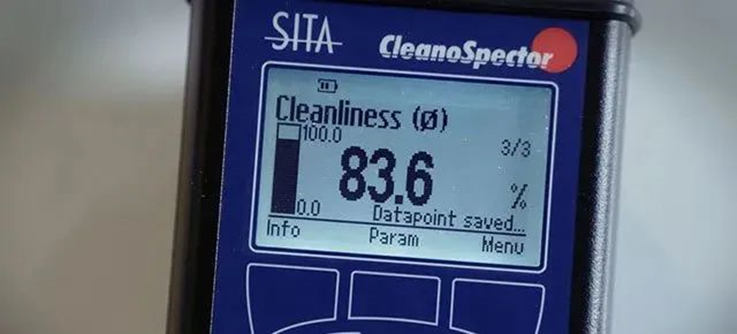 SITA CleanoSpector
Cleanliness (Ø)
100.0
3/3
83.6 %
0.0 Datapoint saved...
Info Param Menu